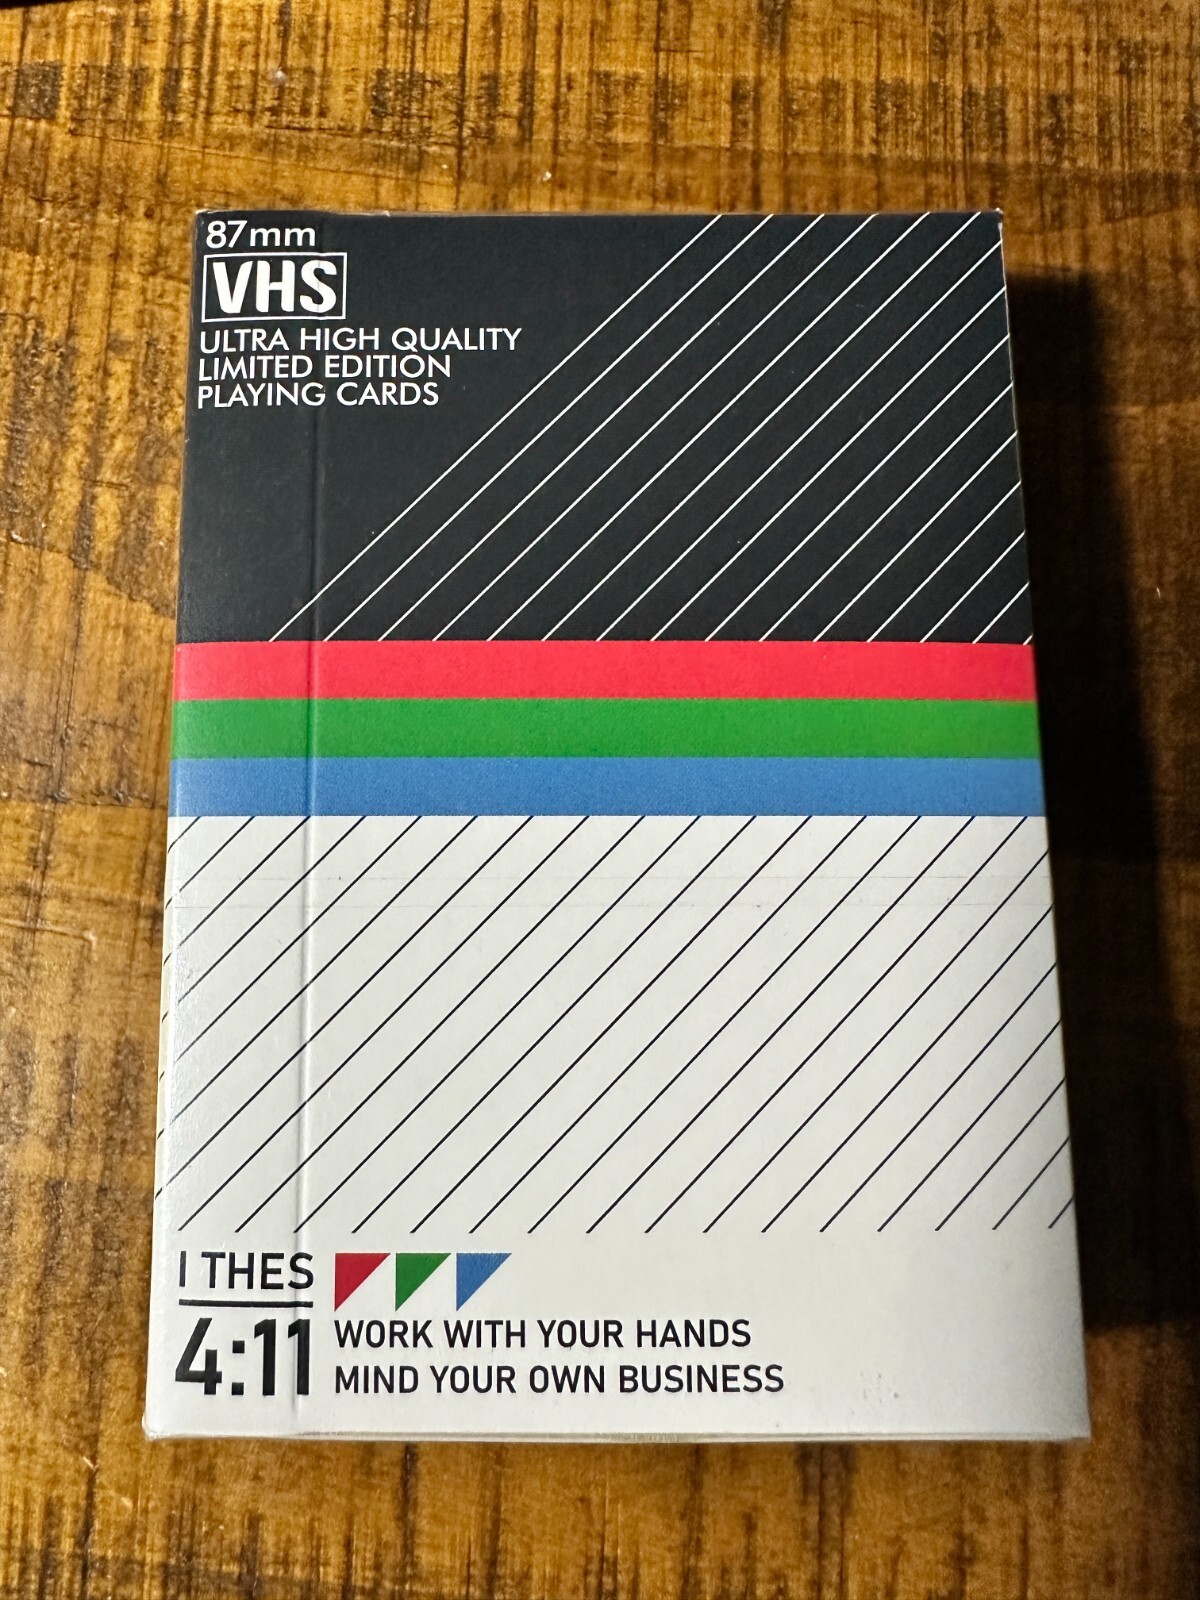 87mm
VHS
ULTRA HIGH QUALITY
LIMITED EDITION
PLAYING CARDS
I THES
4:11
WORK WITH YOUR HANDS
MIND YOUR OWN BUSINESS